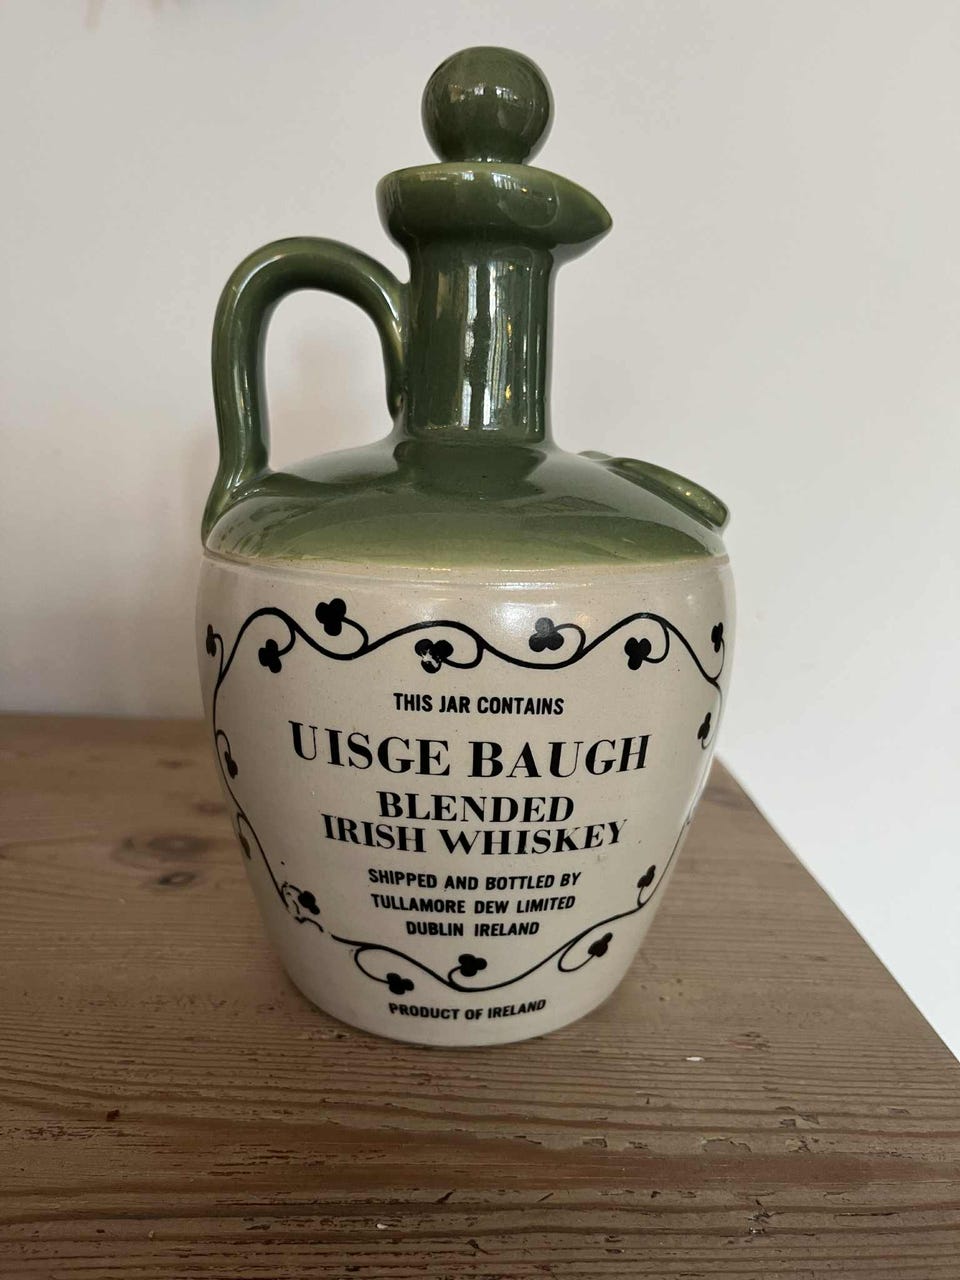 THIS JAR CONTAINS
UISGE BAUGH
BLENDED
IRISH WHISKEY
SHIPPED AND BOTTLED BY
TULLAMORE DEW LIMITED
DUBLIN IRELAND
PRODUCT OF IRELAND